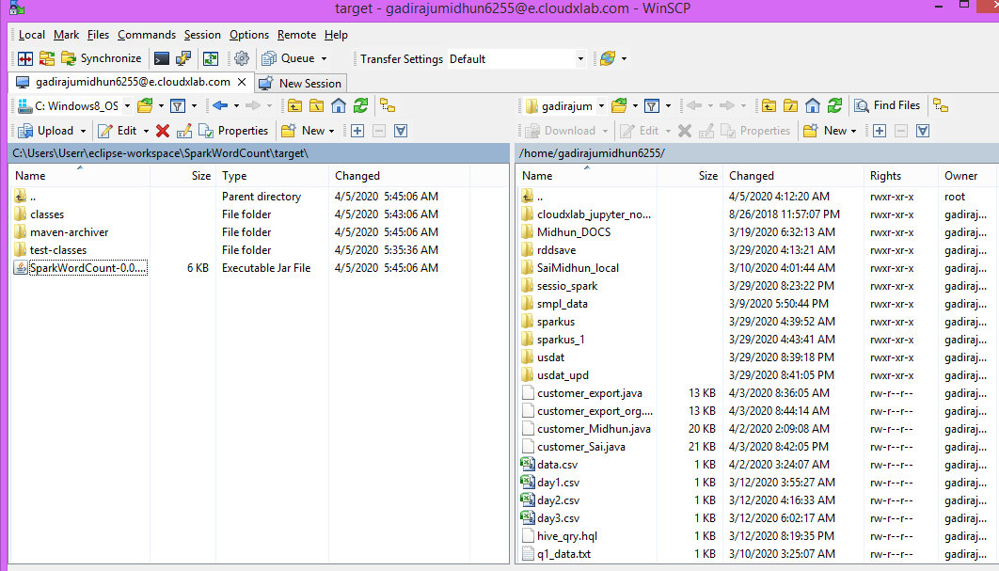 target - gadirajumidhun6255@e.cloudxlab.com - WinSCP
Local Mark Files Commands Session Options Remote Help
Synchronize Queue Transfer Settings Default
gadirajumidhun6255@e.cloudxlab.com New Session
C: Windows8_OS gadirajum Find Files
Upload Edit Properties New Download Edit Properties New
C:\Users\Userr\eclipse-workspace\SparkWordCount\target\ /home/gadirajumidhun6255/
Name Size Type Changed Name Size Changed Rights Owner
.. Parent directory 4/5/2020 5:45:06 AM .. 4/5/2020 4:12:20 AM rwxr-xr-x root
classes File folder 4/5/2020 5:43:06 AM cloudxlab_jupyter_no... 8/26/2018 11:57:07 PM rwxr-xr-x gadiraj...
maven-archiver File folder 4/5/2020 5:45:06 AM Midhun_DOCS 3/19/2020 6:32:13 AM rwxr-xr-x gadiraj...
test-classes File folder 4/5/2020 5:35:36 AM rddsave 3/29/2020 4:13:21 AM rwxr-xr-x gadiraj...
SparkWordCount-0.0.... 6 KB Executable Jar File 4/5/2020 5:45:06 AM SaiMidhun_local 3/10/2020 4:01:44 AM rwxr-xr-x gadiraj...
sessio_spark 3/29/2020 8:23:22 PM rwxr-xr-x gadiraj...
smpl_data 3/9/2020 5:50:44 PM rwxr-xr-x gadiraj...
sparkus 3/29/2020 4:39:52 AM rwxr-xr-x gadiraj...
sparkus_1 3/29/2020 4:43:41 AM rwxr-xr-x gadiraj...
usdat 3/29/2020 8:39:18 PM rwxr-xr-x gadiraj...
usdat_upd 3/29/2020 8:41:05 PM rwxr-xr-x gadiraj...
customer_export.java 13 KB 4/3/2020 8:36:05 AM rw-r--r-- gadiraj...
customer_export_org.... 13 KB 4/3/2020 8:44:14 AM rw-r--r-- gadiraj...
customer_Midhun.java 20 KB 4/2/2020 2:09:08 AM rw-r--r-- gadiraj...
customer_Sai.java 21 KB 4/3/2020 8:42:05 PM rw-r--r-- gadiraj...
data.csv 1 KB 4/2/2020 3:24:07 AM rw-r--r-- gadiraj...
day1.csv 1 KB 3/12/2020 3:55:27 AM rw-r--r-- gadiraj...
day2.csv 1 KB 3/12/2020 4:16:33 AM rw-r--r-- gadiraj...
day3.csv 1 KB 3/12/2020 6:02:17 AM rw-r--r-- gadiraj...
hive_qry.hql 1 KB 3/12/2020 8:19:35 PM rw-r--r-- gadiraj...
q1_data.txt 1 KB 3/10/2020 3:25:07 AM rw-r--r-- gadiraj...